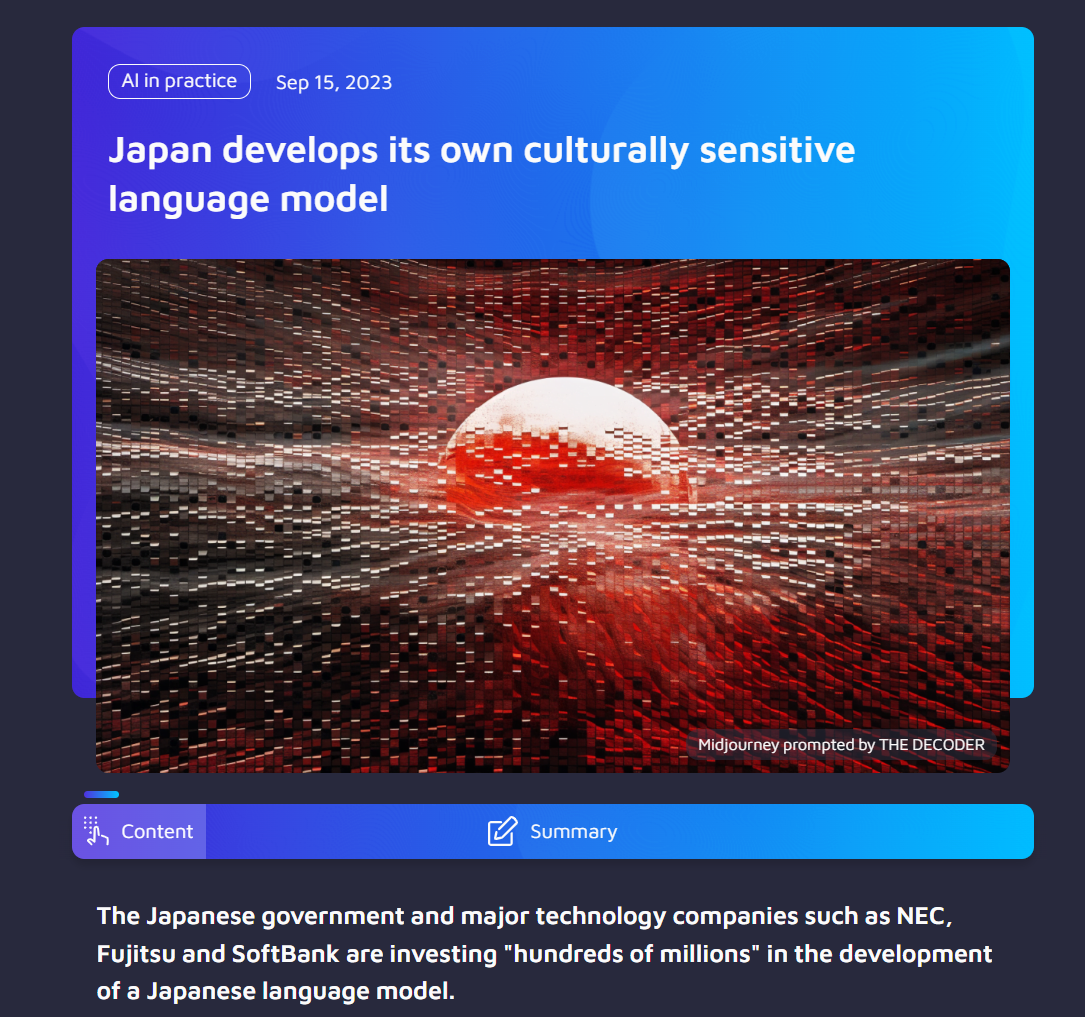 AI in practice
Sep 15, 2023
Japan develops its own culturally sensitive
language model
Midjourney prompted by THE DECODER
Content
Summary
The Japanese government and major technology companies such as NEC,
Fujitsu and SoftBank are investing "hundreds of millions" in the development
of a Japanese language model.